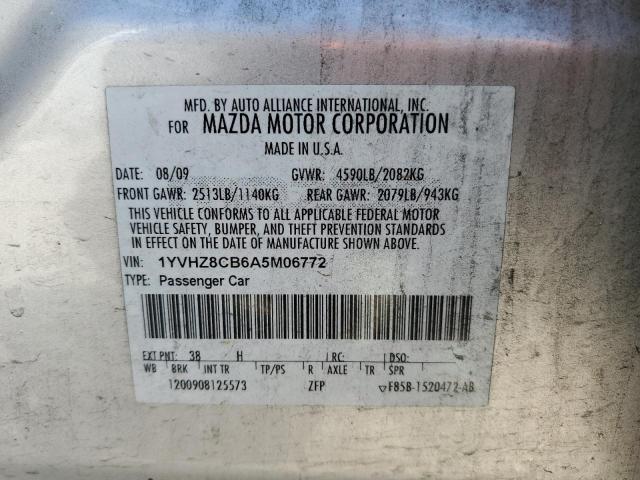 MFD. BY AUTO ALLIANCE INTERNATIONAL, INC.
FOR MAZDA MOTOR CORPORATION
MADE IN U.S.A.
DATE: 08/09 GVWR: 4590LB/2082KG
FRONT GAWR: 2513LB/1140KG REAR GAWR: 2079LB/943KG
THIS VEHICLE CONFORMS TO ALL APPLICABLE FEDERAL MOTOR
VEHICLE SAFETY, BUMPER, AND THEFT PREVENTION STANDARDS
IN EFFECT ON THE DATE OF MANUFACTURE SHOWN ABOVE.
VIN: 1YVHZ8CB6A5M06772
TYPE: Passenger Car
EXT PNT: 38 H RC: DSO:
WB BRK INT TR TP/PS R AXLE TR SPR
1200908125573 ZFP F85B-1520472-AB